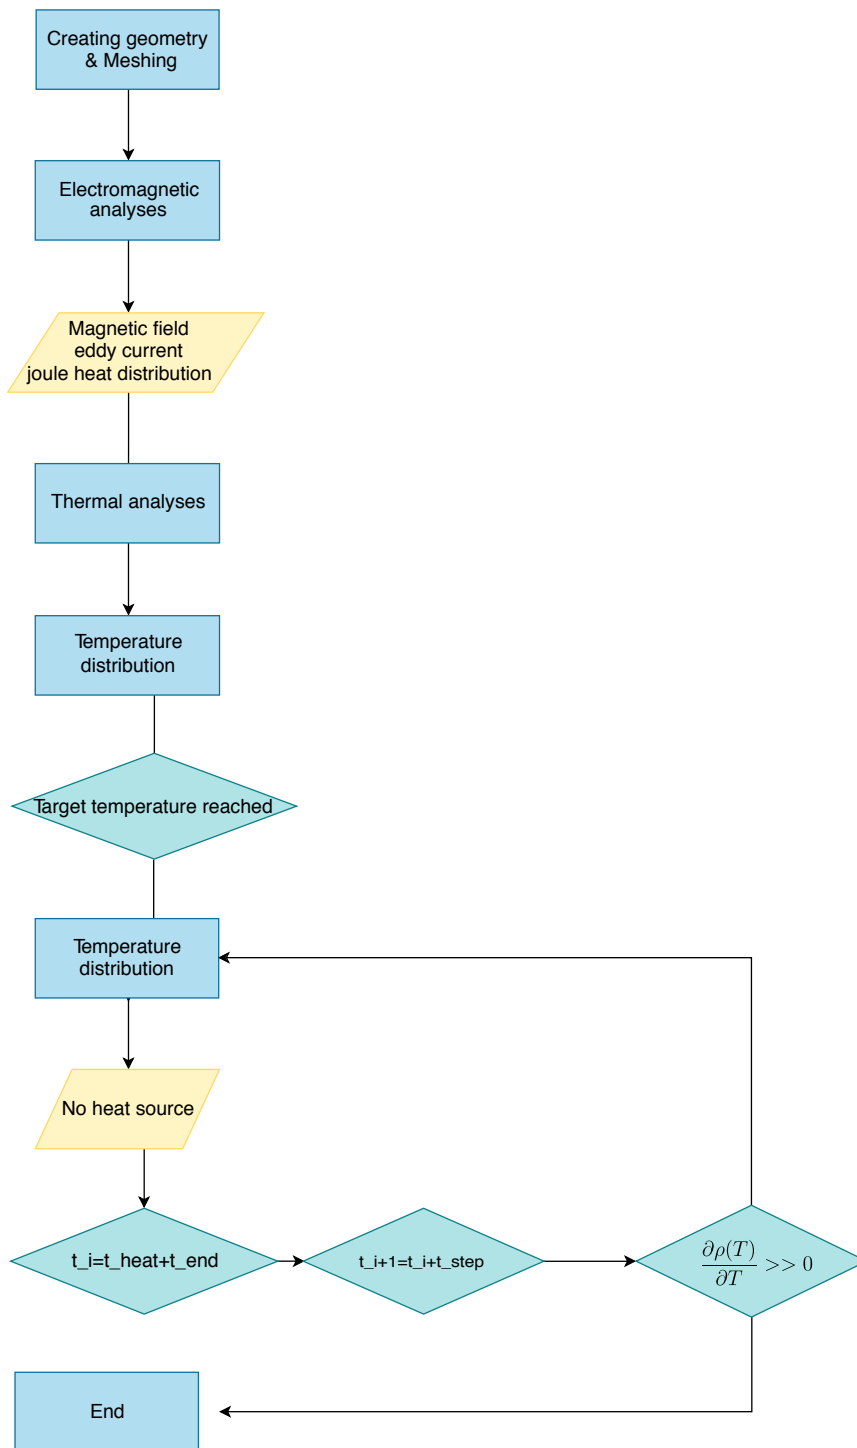 Creating geometry
& Meshing
Electromagnetic
analyses
Magnetic field
eddy current
joule heat distribution
Thermal analyses
Temperature
distribution
Target temperature reached
Temperature
distribution
No heat source
t_i=t_heat+t_end
t_i+1=t_i+t_step
∂ρ(T)
∂T >> 0
End